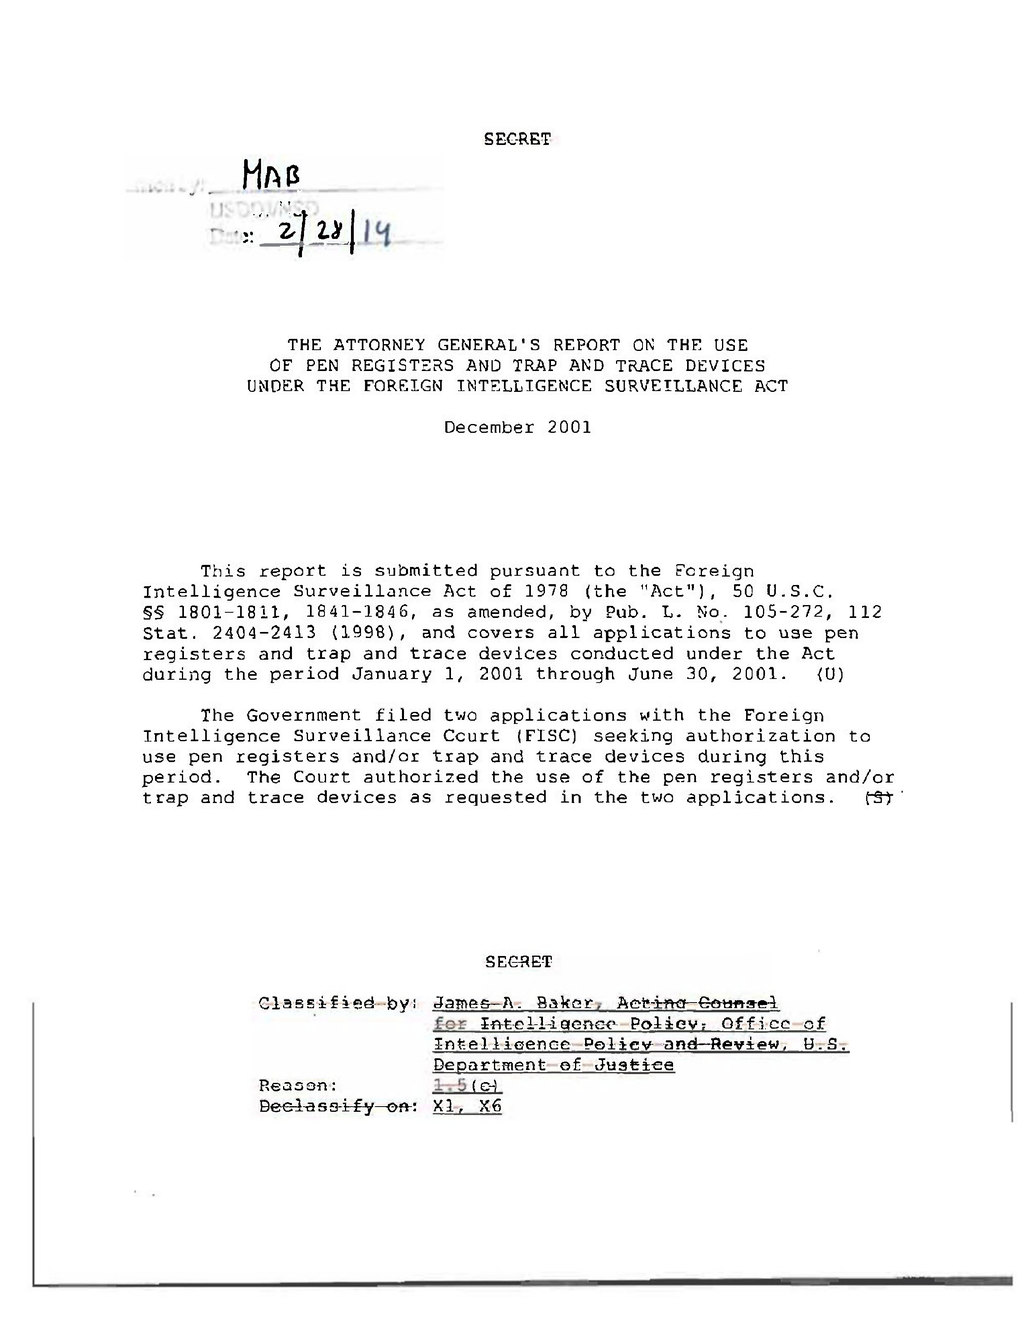 SECRET
MAB
USDOJ/NSD
Date: 2/28/14
THE ATTORNEY GENERAL'S REPORT ON THE USE
OF PEN REGISTERS AND TRAP AND TRACE DEVICES
UNDER THE FOREIGN INTELLIGENCE SURVEILLANCE ACT
December 2001
This report is submitted pursuant to the Foreign
Intelligence Surveillance Act of 1978 (the "Act"), 50 U.S.C.
§§ 1801-1811, 1841-1846, as amended, by Pub. L. No. 105-272, 112
Stat. 2404-2413 (1998), and covers all applications to use pen
registers and trap and trace devices conducted under the Act
during the period January 1, 2001 through June 30, 2001. (U)
The Government filed two applications with the Foreign
Intelligence Surveillance Court (FISC) seeking authorization to
use pen registers and/or trap and trace devices during this
period. The Court authorized the use of the pen registers and/or
trap and trace devices as requested in the two applications. (S)
SECRET
Classified by: James A. Baker, Acting Counsel
for Intelligence Policy, Office of
Intelligence Policy and Review, U.S.
Department of Justice
Reason: 1.5(c)
Declassify on: X1, X6